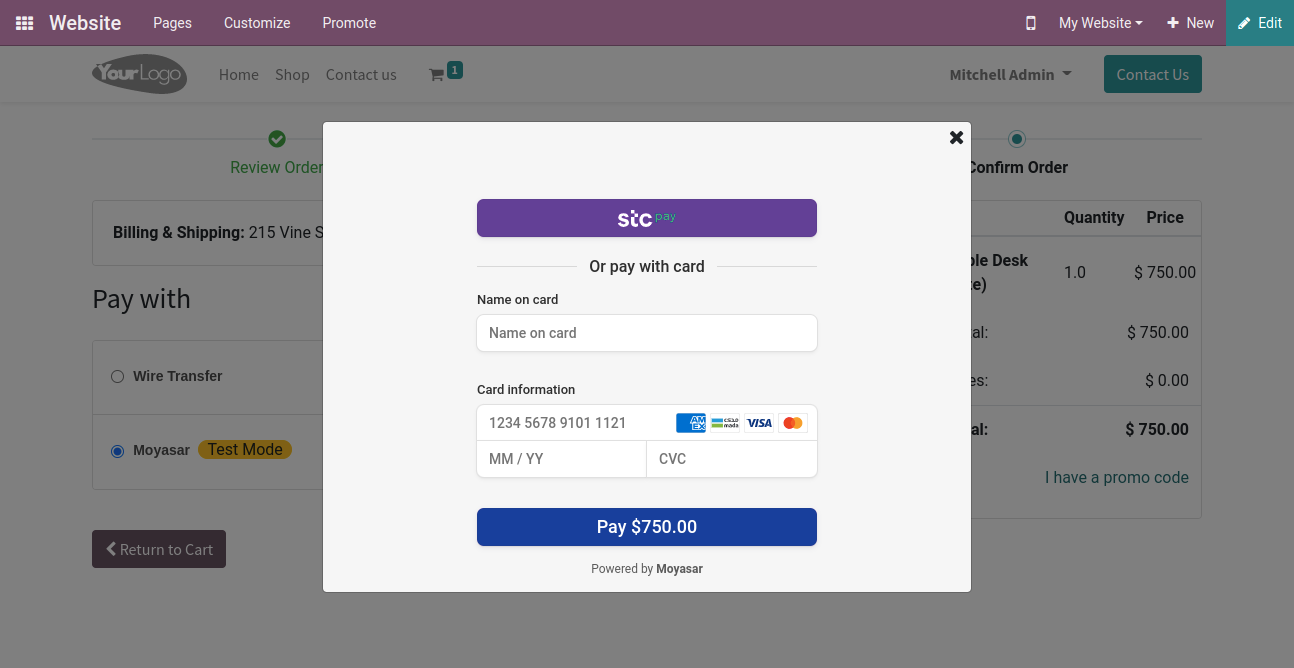 Website Pages Customize Promote My Website New Edit
YourLogo Home Shop Contact us 1 Mitchell Admin Contact Us
Review Order Confirm Order
Billing & Shipping: 215 Vine S
Pay with
Wire Transfer
Moyasar Test Mode
Return to Cart
stc pay
Or pay with card
Name on card
Name on card
Card information
1234 5678 9101 1121 AMEX mada VISA
MM / YY CVC
Pay $750.00
Powered by Moyasar
Quantity Price
ble Desk
1.0 $ 750.00
te)
al: $ 750.00
es: $ 0.00
al: $ 750.00
I have a promo code